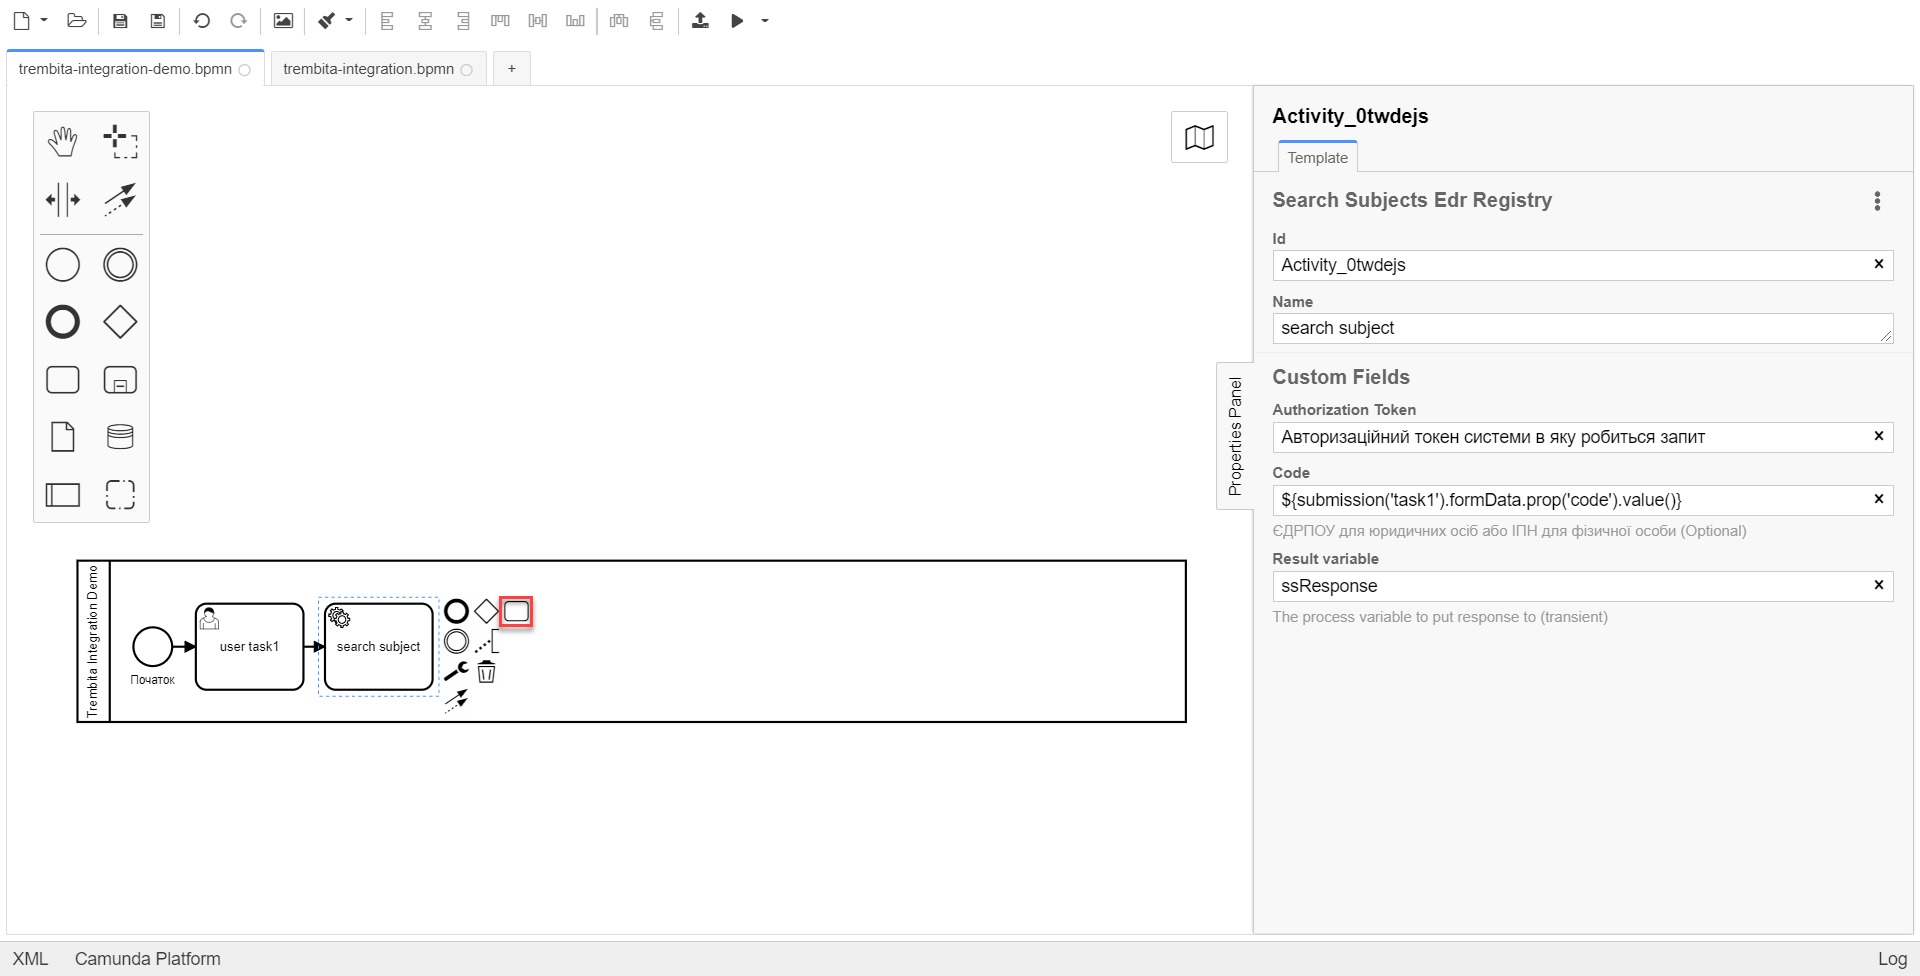 trembita-integration-demo.bpmn
trembita-integration.bpmn
+
Activity_0twdejs
Template
Search Subjects Edr Registry
Id
Activity_0twdejs
Name
search subject
Custom Fields
Authorization Token
Авторизаційний токен системи в яку робиться запит
Code
${submission('task1').formData.prop('code').value()}
ЄДРПОУ для юридичних осіб або ІПН для фізичної особи (Optional)
Result variable
ssResponse
The process variable to put response to (transient)
Properties Panel
Trembita Integration Demo
Початок
user task1
search subject
XML
Camunda Platform
Log